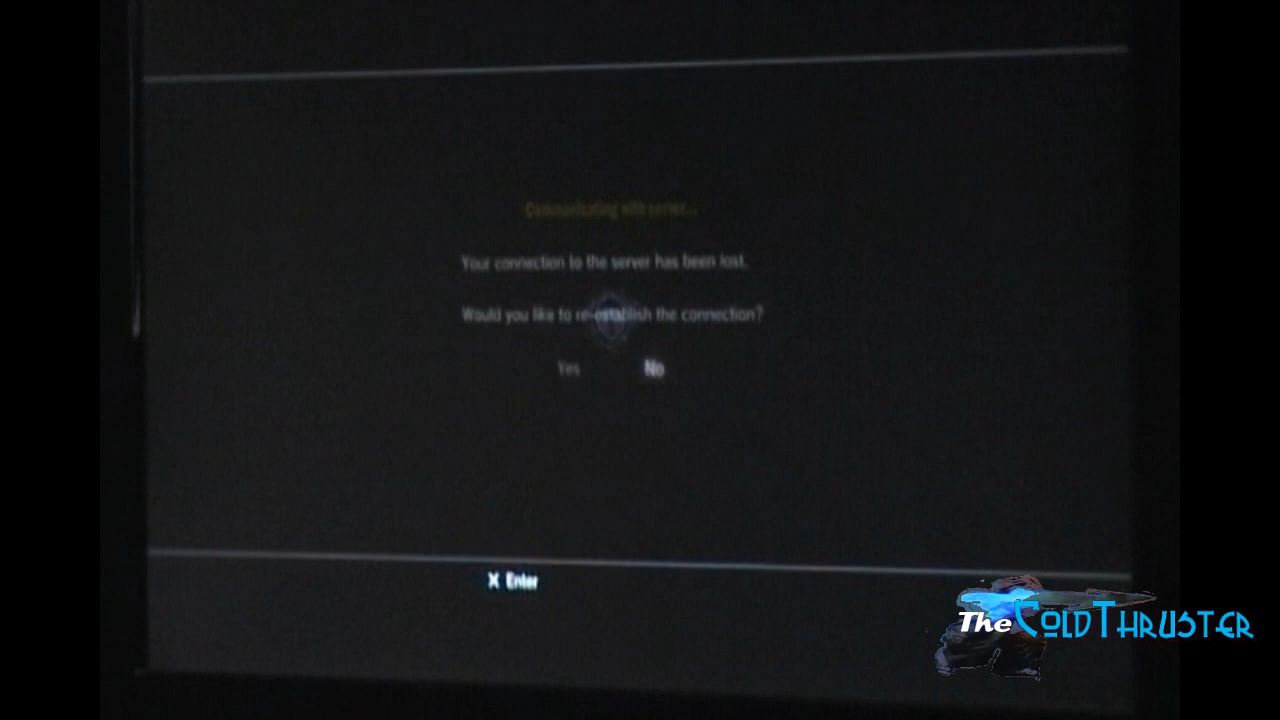 Communicating with server...
Your connection to the server has been lost.
Would you like to re-establish the connection?
Yes No
X Enter
The ColdThruster